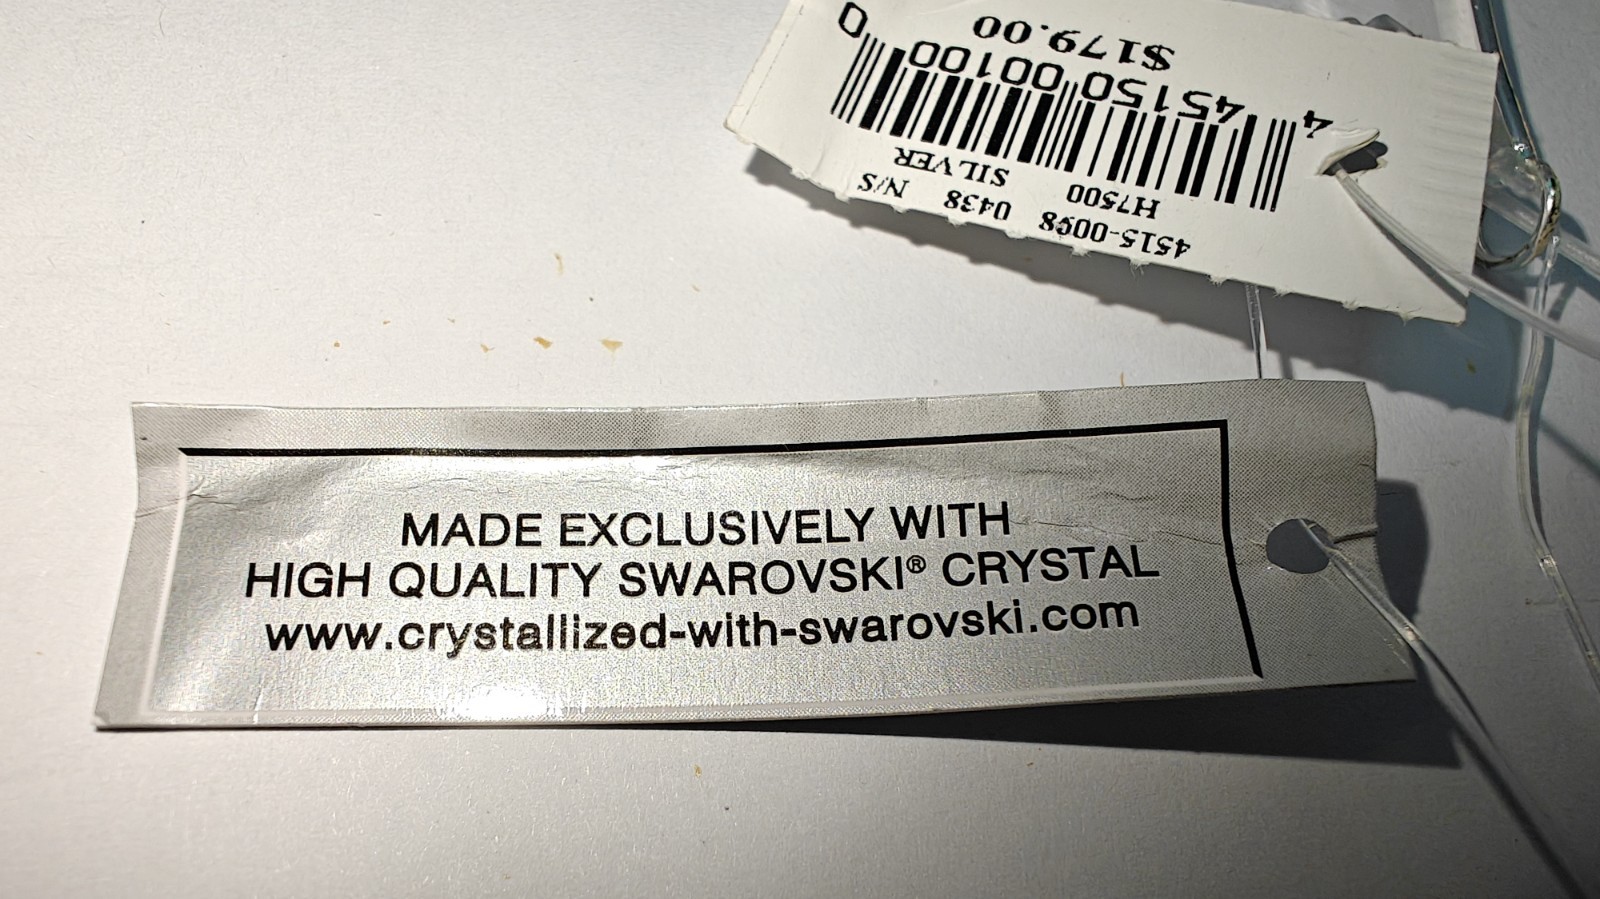 4515-0098 0438 N/S
H7500 SILVER
4 45150 00100 0
$179.00
MADE EXCLUSIVELY WITH
HIGH QUALITY SWAROVSKI® CRYSTAL
www.crystallized-with-swarovski.com